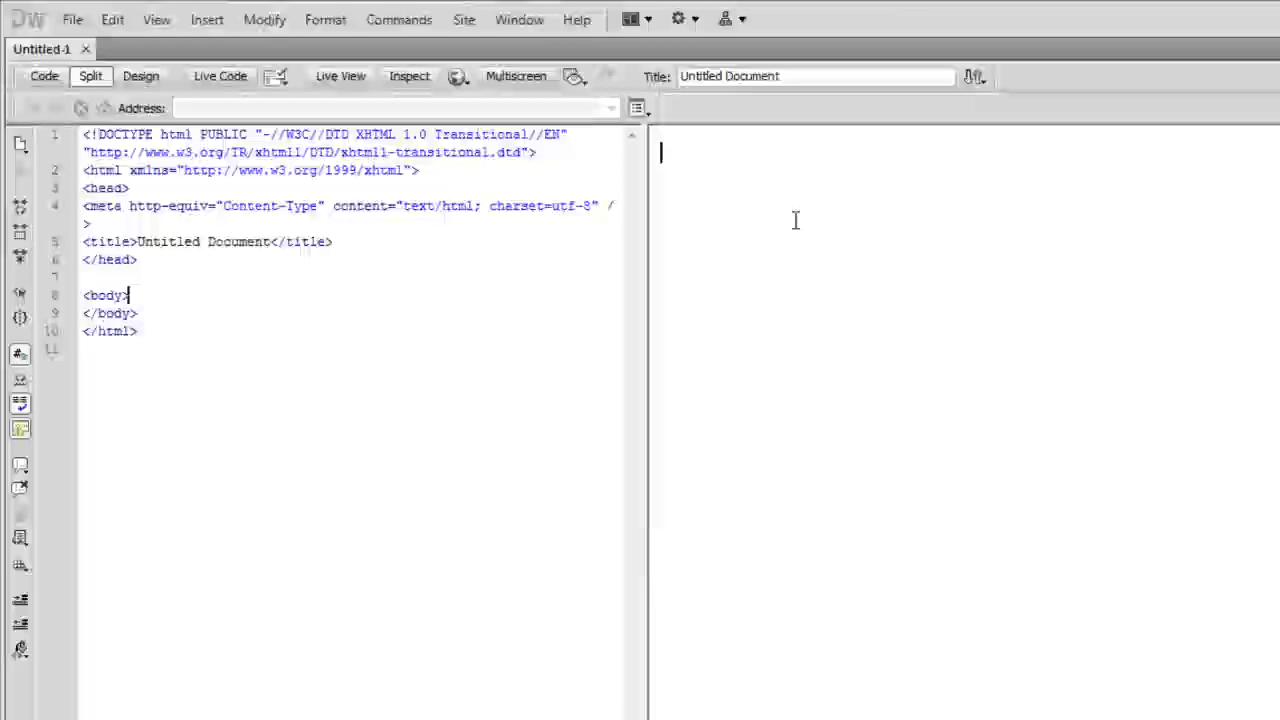 Dw File Edit View Insert Modify Format Commands Site Window Help
Untitled-1 ×
Code Split Design Live Code Live View Inspect Multiscreen Title: Untitled Document
Address:
1 <!DOCTYPE html PUBLIC "-//W3C//DTD XHTML 1.0 Transitional//EN"
"http://www.w3.org/TR/xhtml1/DTD/xhtml1-transitional.dtd">
2 <html xmlns="http://www.w3.org/1999/xhtml">
3 <head>
4 <meta http-equiv="Content-Type" content="text/html; charset=utf-8" /
>
5 <title>Untitled Document</title>
6 </head>
7
8 <body>
9 </body>
10 </html>
11